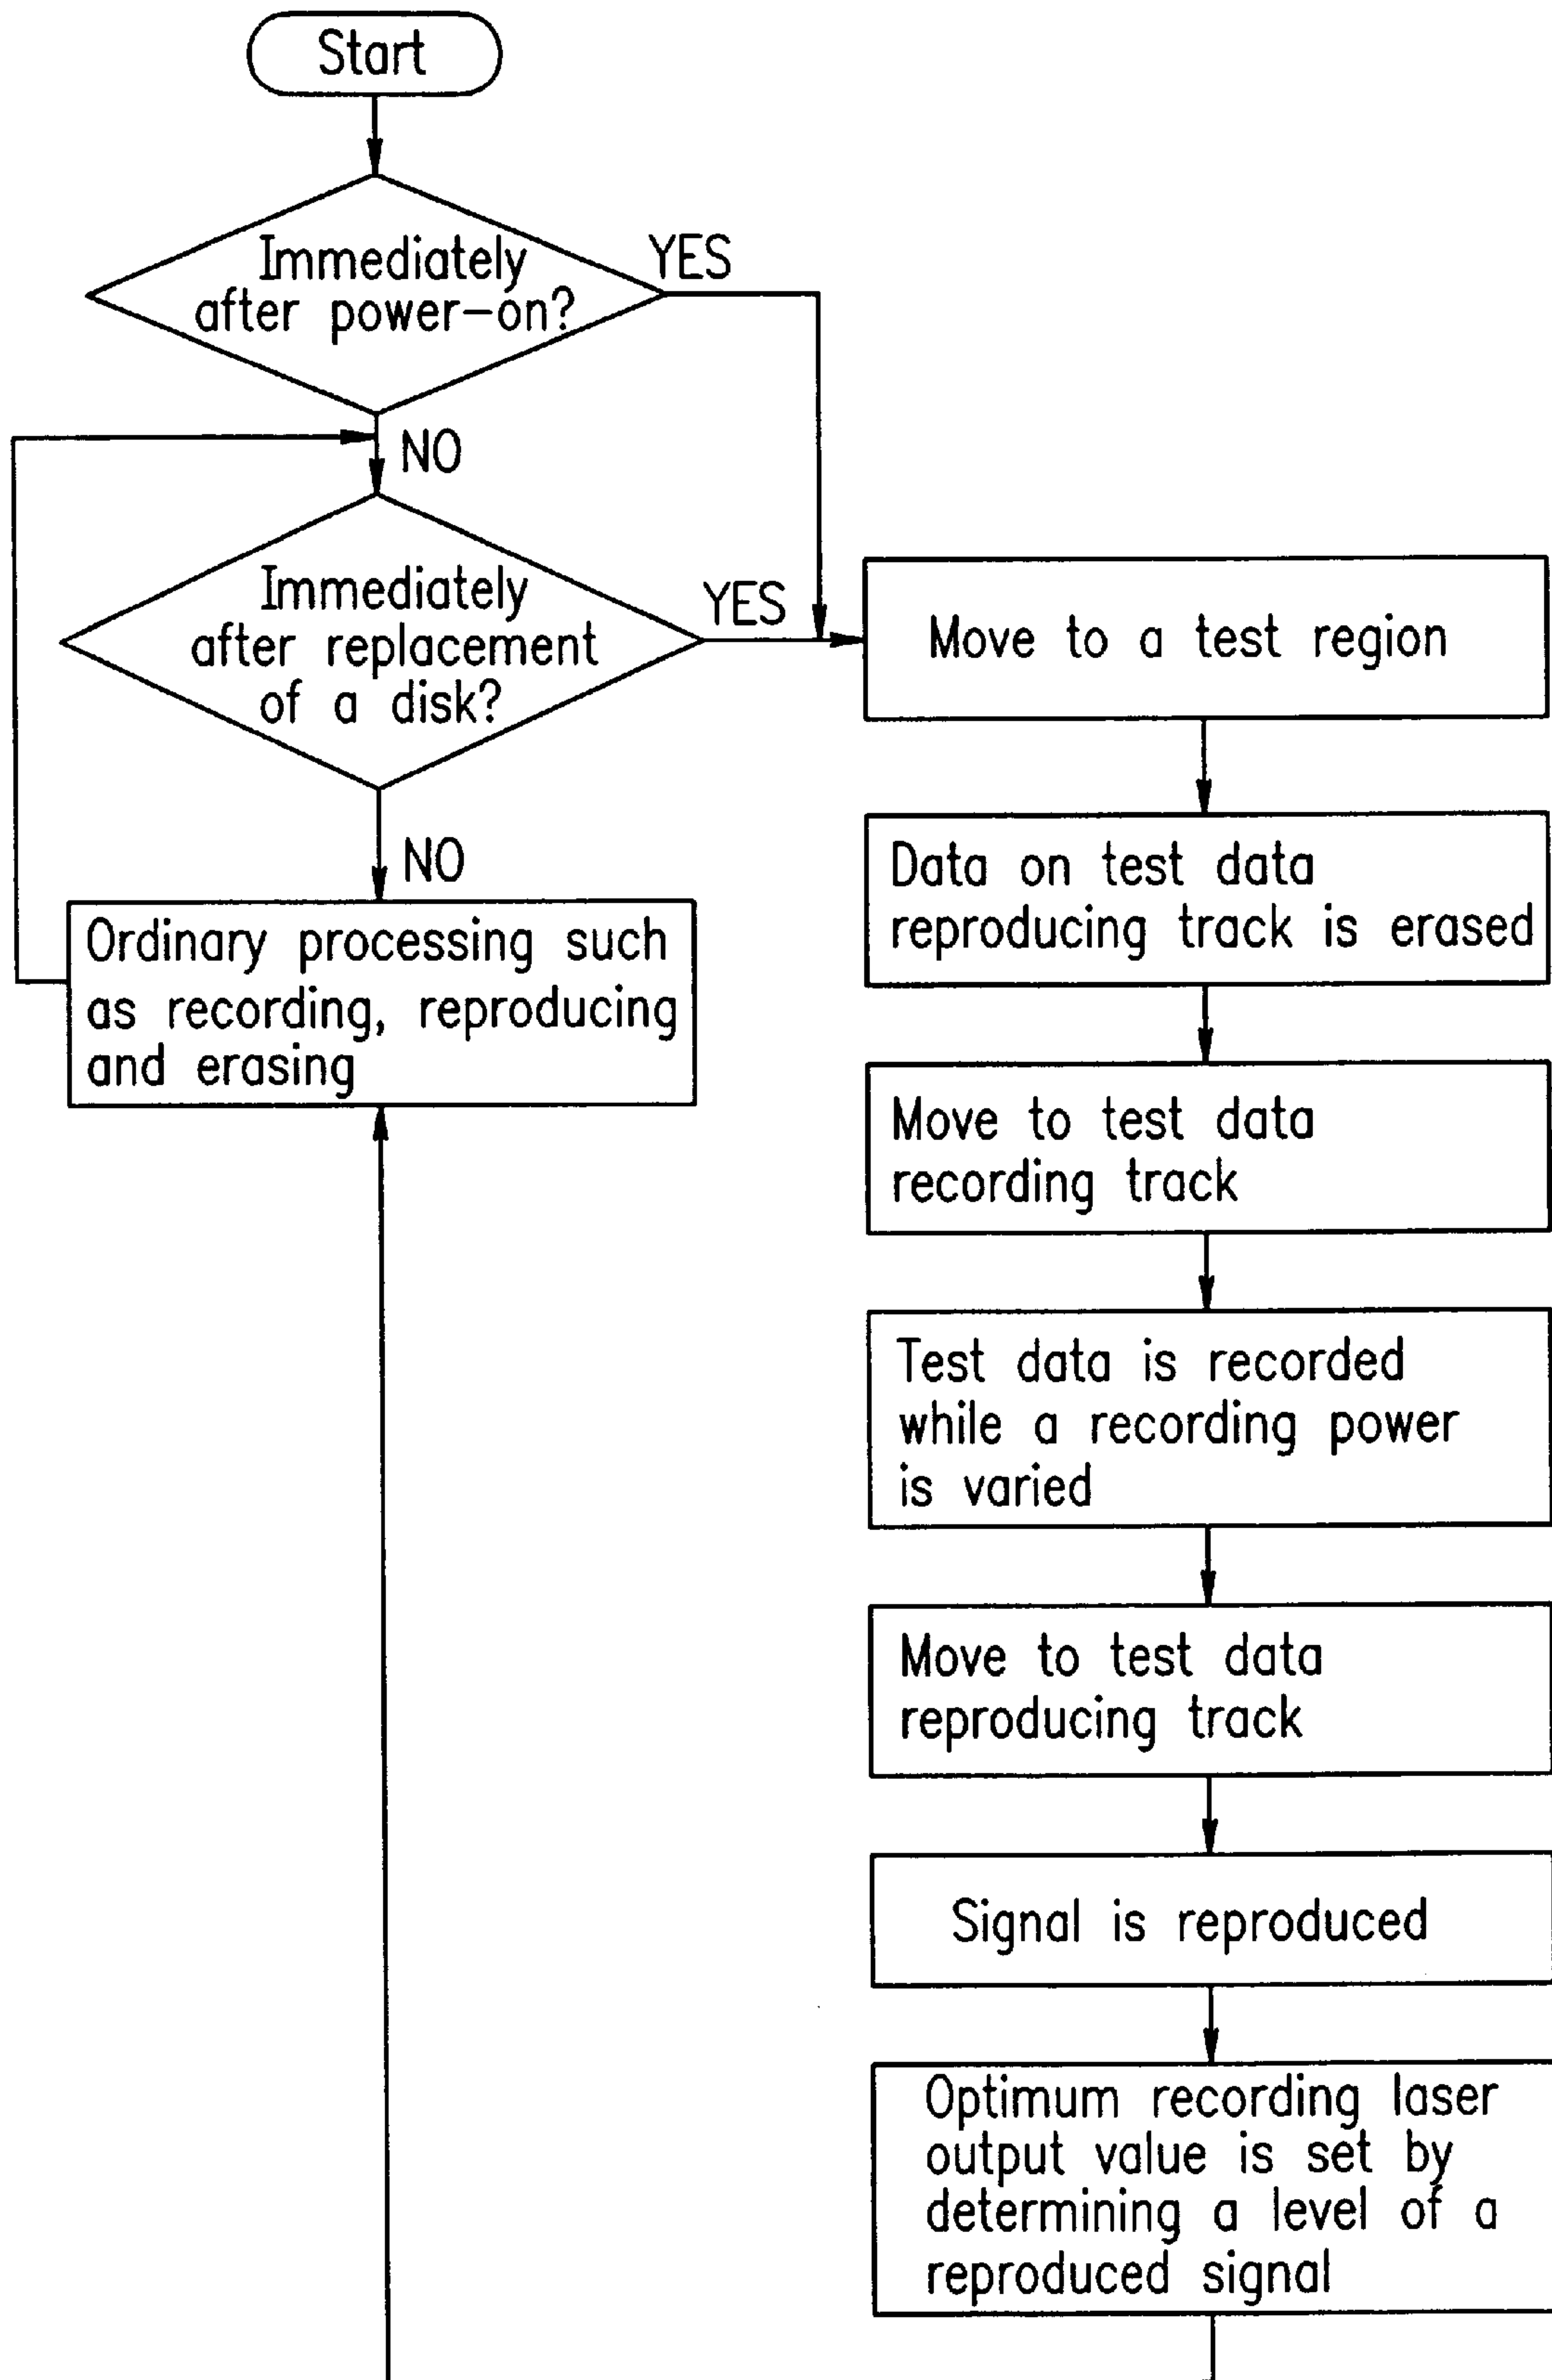 Start
Immediately
after power-on?
YES
NO
Immediately
after replacement
of a disk?
YES
NO
Ordinary processing such
as recording, reproducing
and erasing
Move to a test region
Data on test data
reproducing track is erased
Move to test data
recording track
Test data is recorded
while a recording power
is varied
Move to test data
reproducing track
Signal is reproduced
Optimum recording laser
output value is set by
determining a level of a
reproduced signal